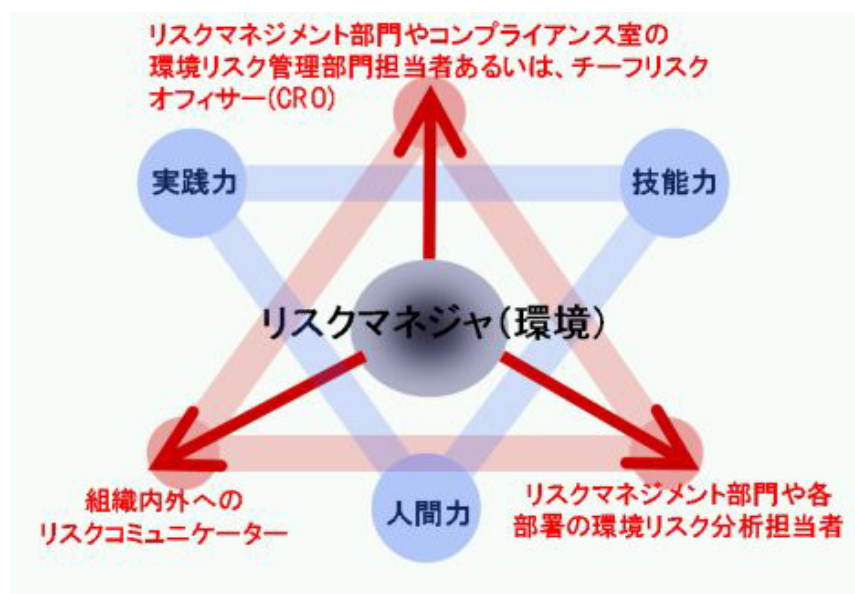 リスクマネジメント部門やコンプライアンス室の
環境リスク管理部門担当者あるいは、チーフリスク
オフィサー(CRO)
実践力
技能力
リスクマネジャ(環境)
組織内外への
リスクコミュニケーター
人間力
リスクマネジメント部門や各
部署の環境リスク分析担当者